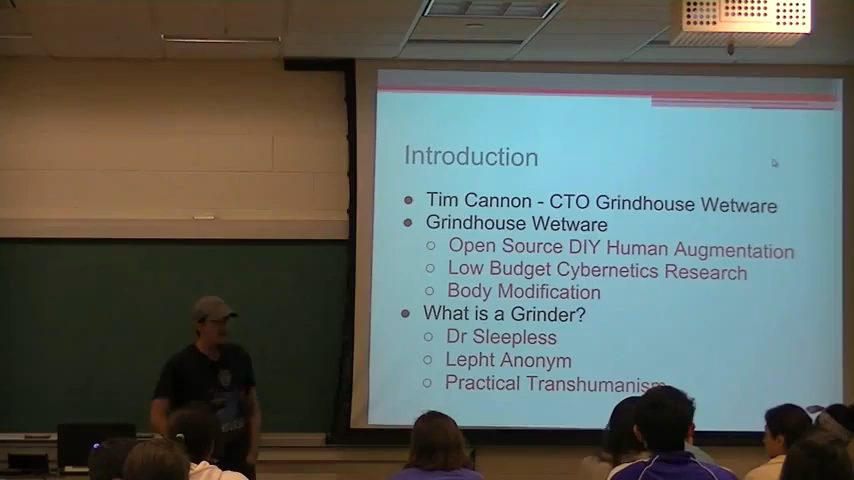 Introduction
Tim Cannon - CTO Grindhouse Wetware
Grindhouse Wetware
Open Source DIY Human Augmentation
Low Budget Cybernetics Research
Body Modification
What is a Grinder?
Dr Sleepless
Lepht Anonym
Practical Transhumanism